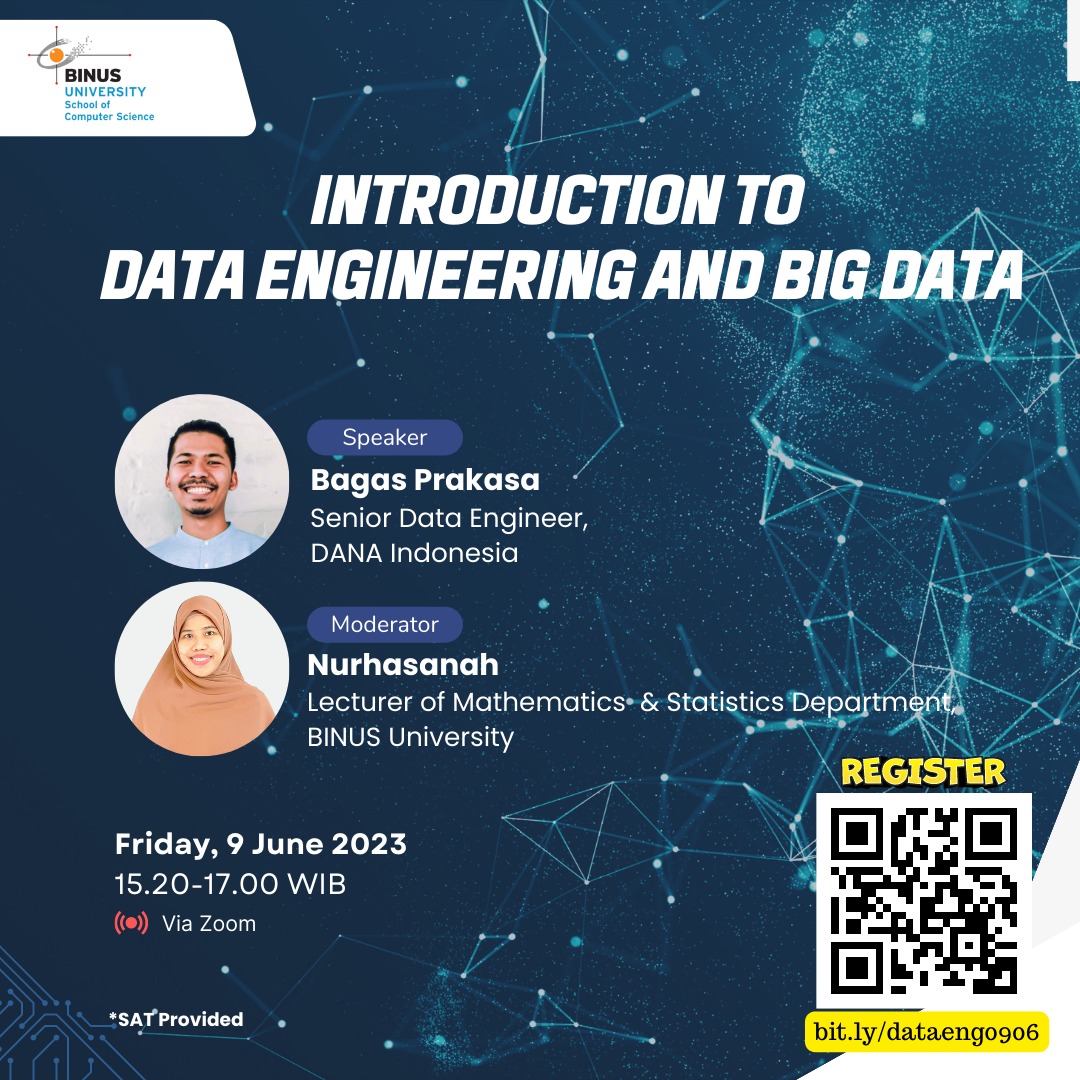 BINUS
UNIVERSITY
School of
Computer Science
INTRODUCTION TO
DATA ENGINEERING AND BIG DATA
Speaker
Bagas Prakasa
Senior Data Engineer,
DANA Indonesia
Moderator
Nurhasanah
Lecturer of Mathematics & Statistics Department,
BINUS University
Friday, 9 June 2023
15.20-17.00 WIB
Via Zoom
*SAT Provided
REGISTER
bit.ly/dataeng0906